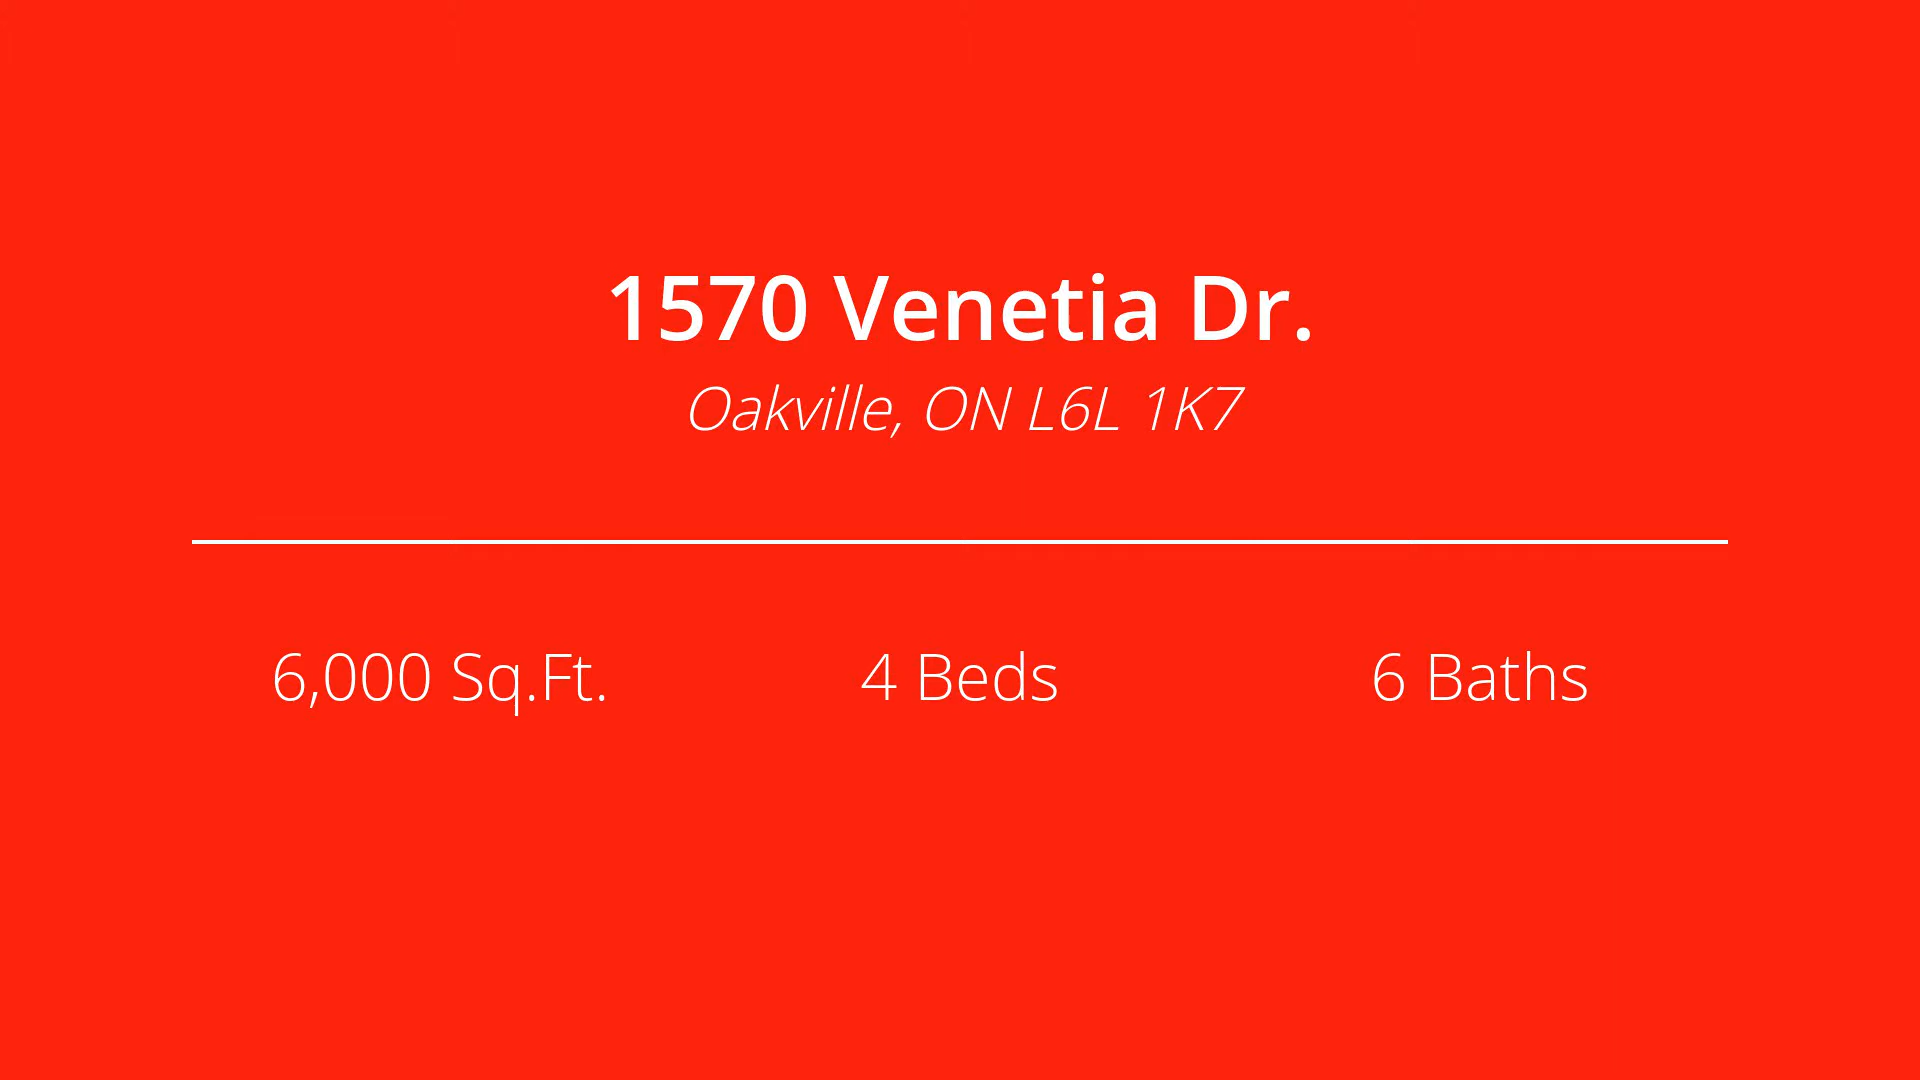 1570 Venetia Dr.
Oakville, ON L6L 1K7
6,000 Sq.Ft. 4 Beds 6 Baths